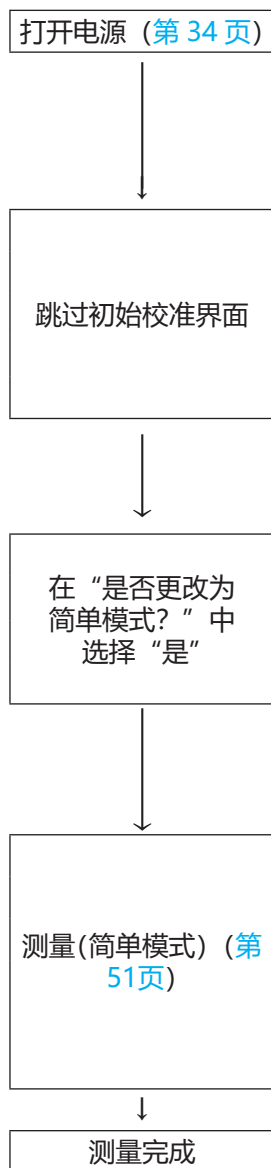 打开电源（第 34 页）
跳过初始校准界面
在“是否更改为
简单模式？”中
选择“是”
测量(简单模式)（第
51页)
测量完成